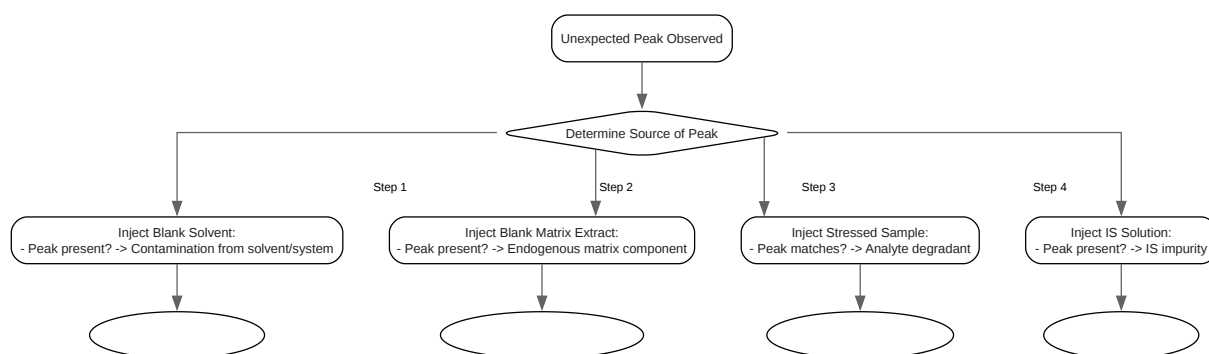 Unexpected Peak Observed
Determine Source of Peak
Step 1
Step 2
Step 3
Step 4
Inject Blank Solvent:
- Peak present? -> Contamination from solvent/system
Inject Blank Matrix Extract:
- Peak present? -> Endogenous matrix component
Inject Stressed Sample:
- Peak matches? -> Analyte degradant
Inject IS Solution:
- Peak present? -> IS impurity